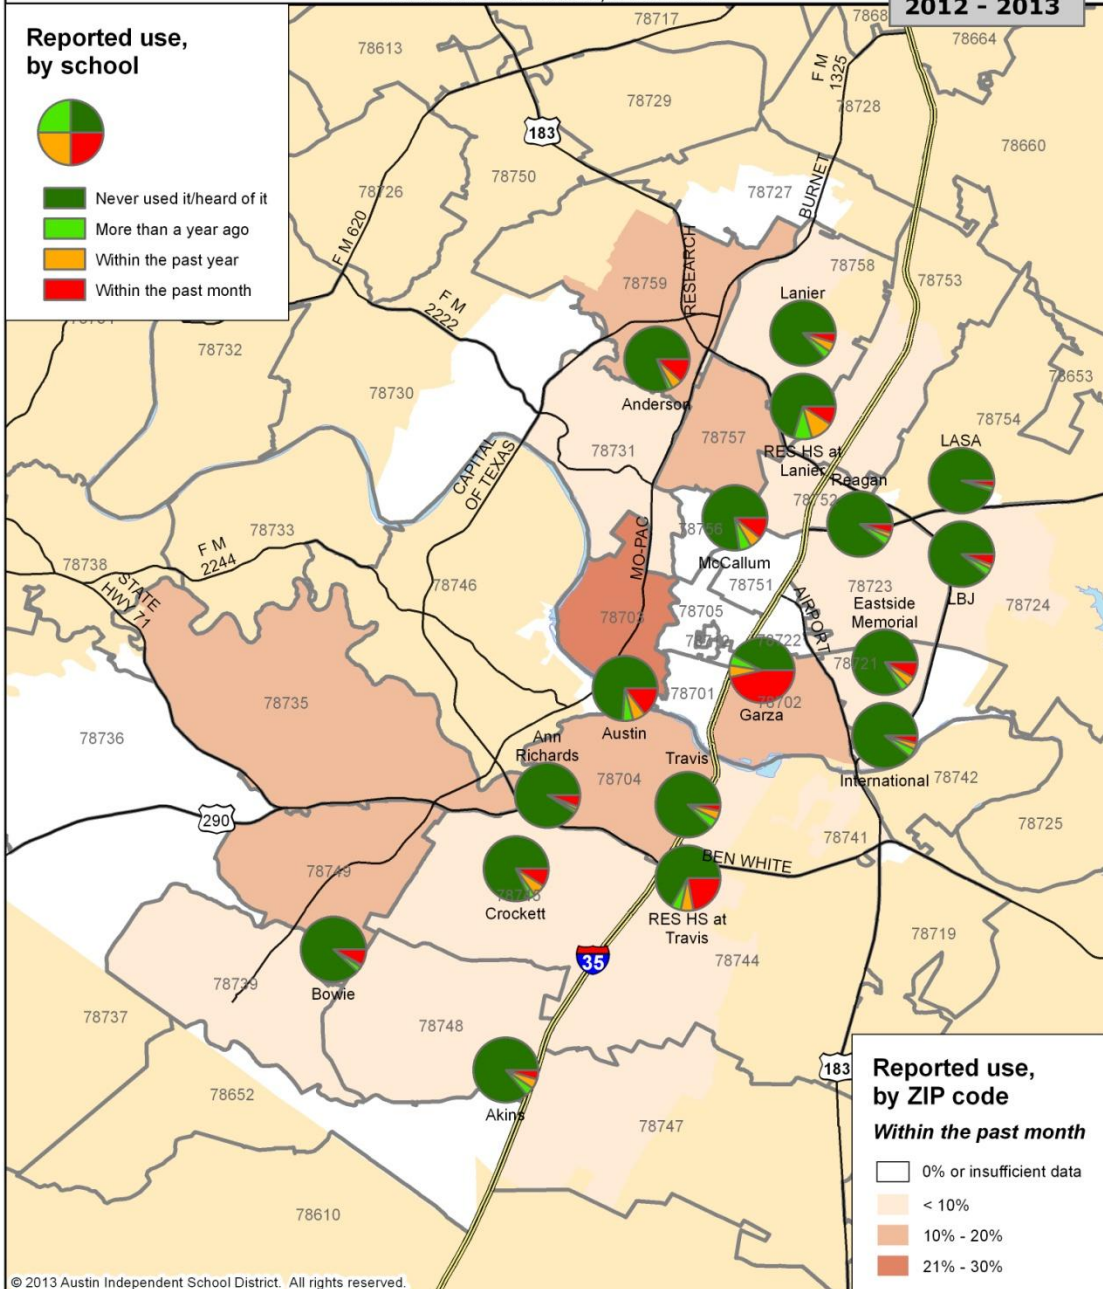 2012 - 2013
Reported use,
by school
Never used it/heard of it
More than a year ago
Within the past year
Within the past month
78613
78717
78664
78729
F M
1325
78728
183
78660
78750
78726
78727
BURNET
F M 620
78758
78753
78759
RESEARCH
F M
2222
Lanier
78732
78730
78653
Anderson
78754
78757
78731
CAPITAL
OF TEXAS
RES HS at
Lanier
LASA
Reagan
78752
78733
78756
MO-PAC
McCallum
F M
2244
78738
STATE
HWY 71
78746
78751
AIRPORT
78723
LBJ
78724
Eastside
Memorial
78703
78705
78722
78721
78735
78701
78702
Garza
Austin
78736
Ann
Richards
Travis
International
78742
78704
290
78725
78741
BEN WHITE
78749
Crockett
RES HS at
Travis
78719
35
78744
78739
Bowie
78737
78748
183
78652
Akins
78747
78610
Reported use,
by ZIP code
Within the past month
0% or insufficient data
< 10%
10% - 20%
21% - 30%
© 2013 Austin Independent School District. All rights reserved.